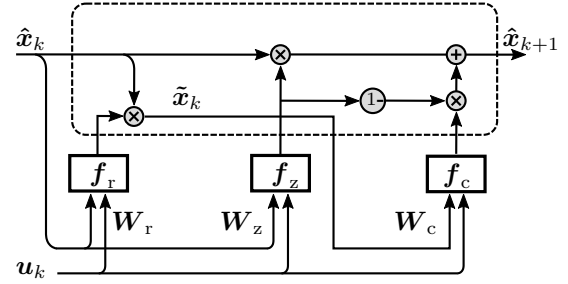 x̂ₖ
x̂ₖ₊₁
×
+
x̃ₖ
1-
×
×
f_r
f_z
f_c
W_r
W_z
W_c
uₖ